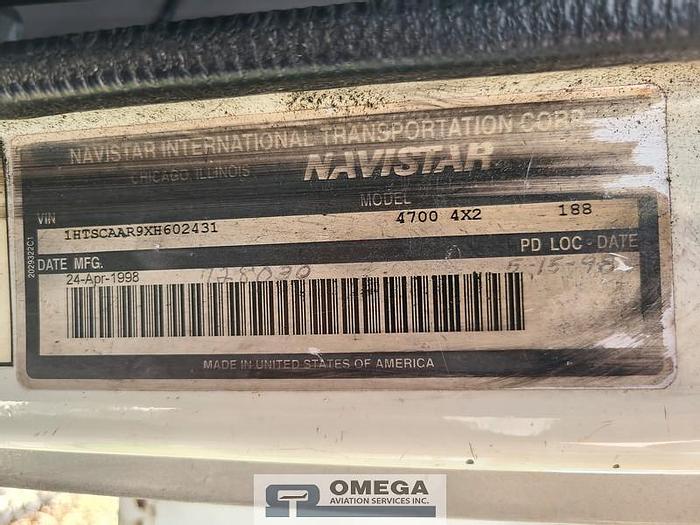 NAVISTAR INTERNATIONAL TRANSPORTATION CORP.
CHICAGO, ILLINOIS NAVISTAR
VIN MODEL
1HTSCAAR9XH602431 4700 4X2 188
PD LOC - DATE
DATE MFG.
24-Apr-1998 5-15-98
MADE IN UNITED STATES OF AMERICA
2029322C1
OMEGA
AVIATION SERVICES INC.